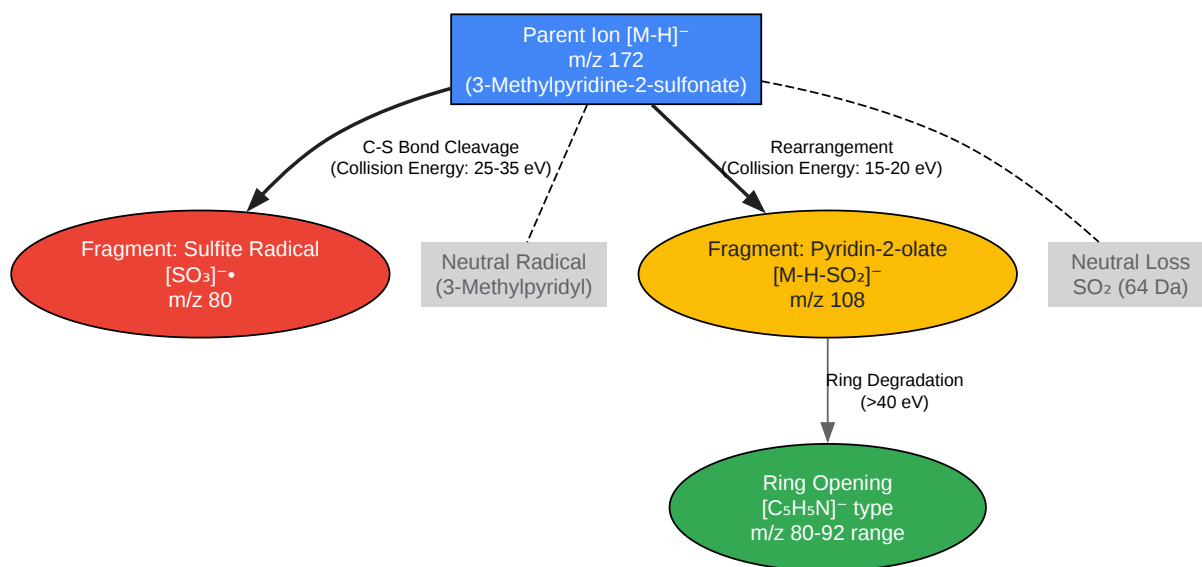 Parent Ion [M-H]⁻
m/z 172
(3-Methylpyridine-2-sulfonate)
C-S Bond Cleavage
(Collision Energy: 25-35 eV)
Rearrangement
(Collision Energy: 15-20 eV)
Fragment: Sulfite Radical
[SO₃]⁻•
m/z 80
Neutral Radical
(3-Methylpyridyl)
Fragment: Pyridin-2-olate
[M-H-SO₂]⁻
m/z 108
Neutral Loss
SO₂ (64 Da)
Ring Degradation
(>40 eV)
Ring Opening
[C₅H₅N]⁻ type
m/z 80-92 range